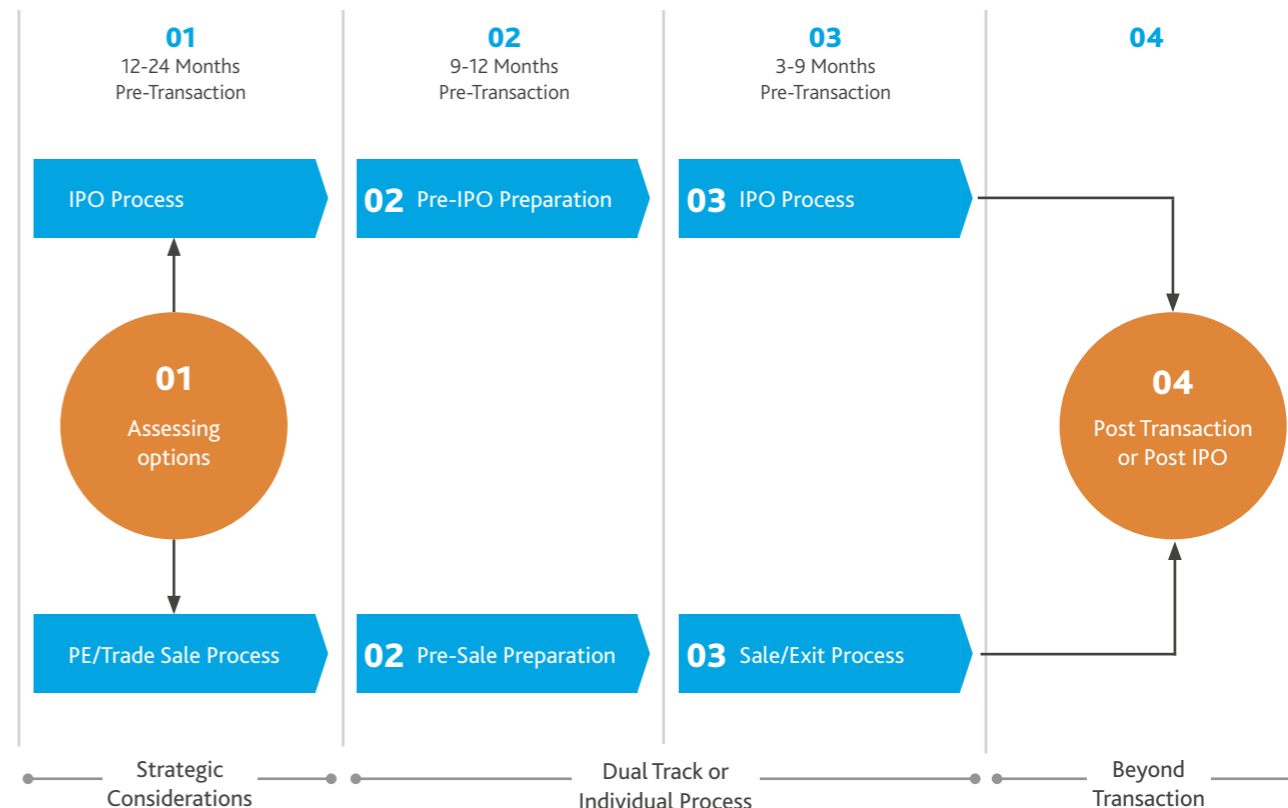 01
12-24 Months
Pre-Transaction
02
9-12 Months
Pre-Transaction
03
3-9 Months
Pre-Transaction
04
IPO Process
02 Pre-IPO Preparation
03 IPO Process
01
Assessing
options
04
Post Transaction
or Post IPO
PE/Trade Sale Process
02 Pre-Sale Preparation
03 Sale/Exit Process
Strategic
Considerations
Dual Track or
Individual Process
Beyond
Transaction